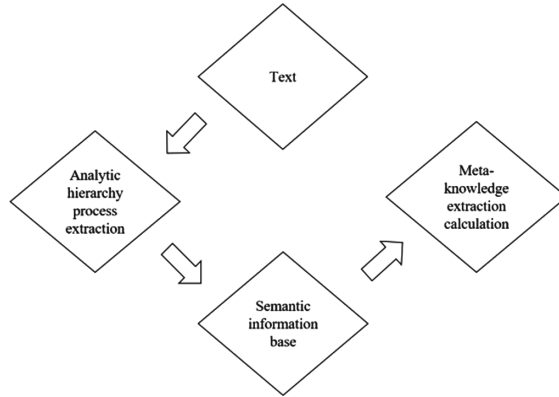 Text
Analytic
hierarchy
process
extraction
Meta-
knowledge
extraction
calculation
Semantic
information
base